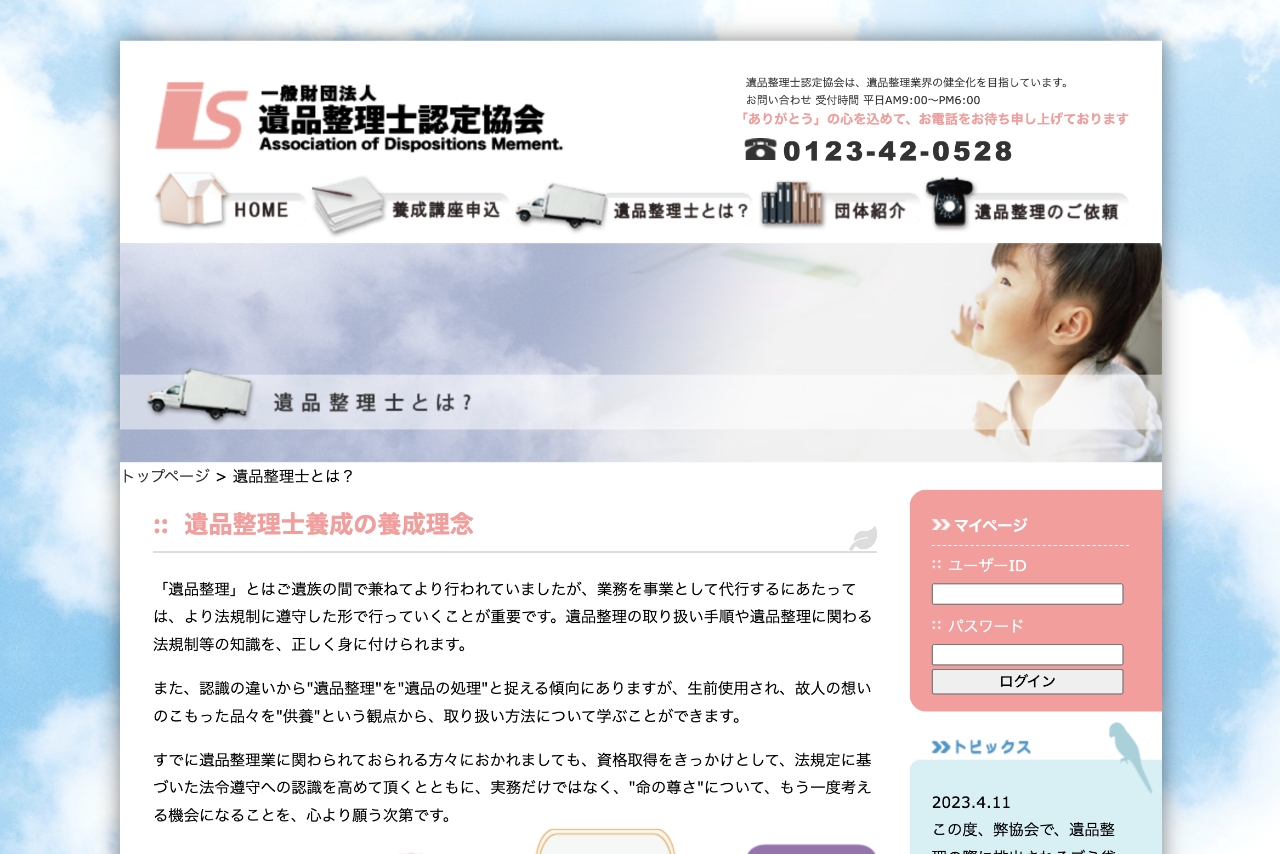 一般財団法人
遺品整理士認定協会
Association of Dispositions Mement.
遺品整理士認定協会は、遺品整理業界の健全化を目指しています。
お問い合わせ 受付時間 平日AM9:00〜PM6:00
「ありがとう」の心を込めて、お電話をお待ち申し上げております
0123-42-0528
HOME
養成講座申込
遺品整理士とは？
団体紹介
遺品整理のご依頼
遺品整理士とは？
トップページ > 遺品整理士とは？
:: 遺品整理士養成の養成理念
「遺品整理」とはご遺族の間で兼ねてより行われていましたが、業務を事業として代行するにあたって
は、より法規制に遵守した形で行っていくことが重要です。遺品整理の取り扱い手順や遺品整理に関わる
法規制等の知識を、正しく身に付けられます。
また、認識の違いから"遺品整理"を"遺品の処理"と捉える傾向にありますが、生前使用され、故人の想い
のこもった品々を"供養"という観点から、取り扱い方法について学ぶことができます。
すでに遺品整理業に関わられておられる方々におかれましても、資格取得をきっかけとして、法規定に基
づいた法令遵守への認識を高めて頂くとともに、実務だけではなく、"命の尊さ"について、もう一度考え
る機会になることを、心より願う次第です。
マイページ
:: ユーザーID
:: パスワード
ログイン
トピックス
2023.4.11
この度、弊協会で、遺品整